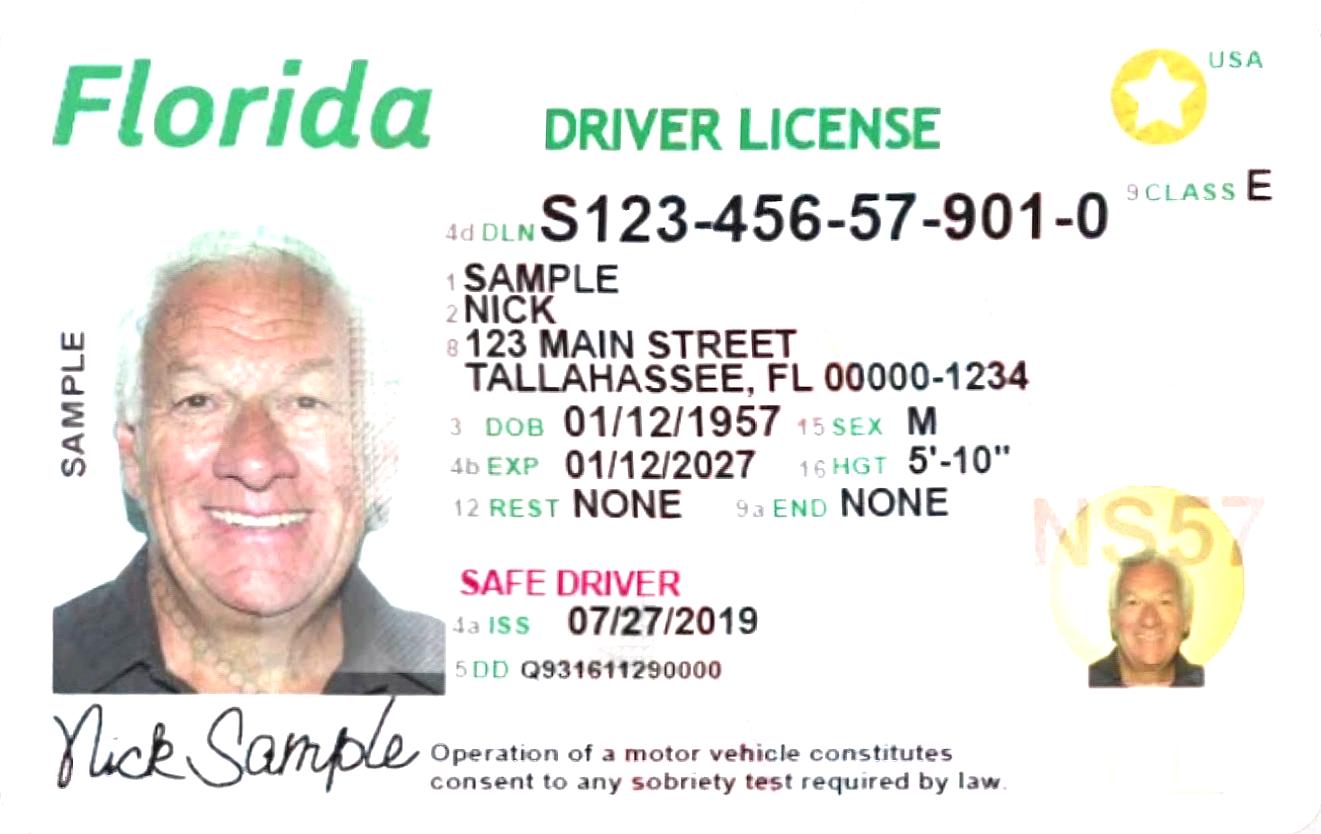 Florida
USA
DRIVER LICENSE
9 CLASS E
4d DLN S123-456-57-901-0
1 SAMPLE
2 NICK
8 123 MAIN STREET
TALLAHASSEE, FL 00000-1234
SAMPLE
3 DOB 01/12/1957 15 SEX M
4b EXP 01/12/2027 16 HGT 5'-10"
12 REST NONE 9a END NONE
NS57
SAFE DRIVER
4a ISS 07/27/2019
5 DD Q931611290000
Nick Sample
Operation of a motor vehicle constitutes
consent to any sobriety test required by law.